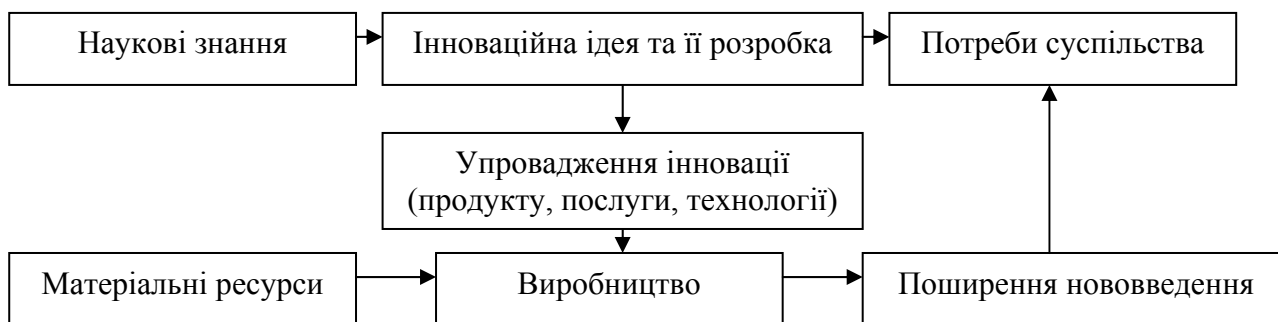 Наукові знання
Інноваційна ідея та її розробка
Потреби суспільства
Упровадження інновації
(продукту, послуги, технології)
Матеріальні ресурси
Виробництво
Поширення нововведення